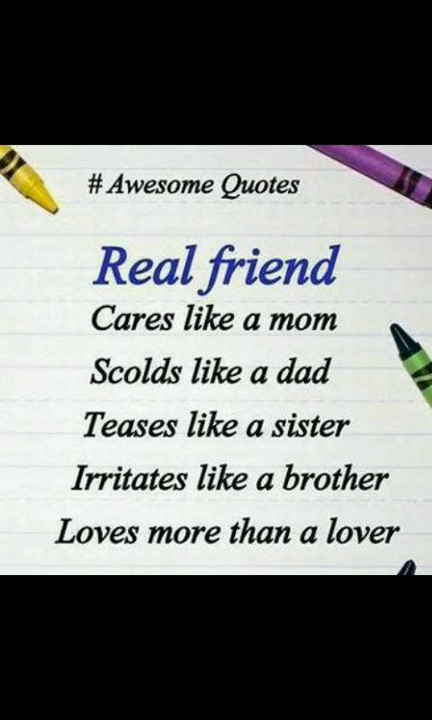 # Awesome Quotes
Real friend
Cares like a mom
Scolds like a dad
Teases like a sister
Irritates like a brother
Loves more than a lover